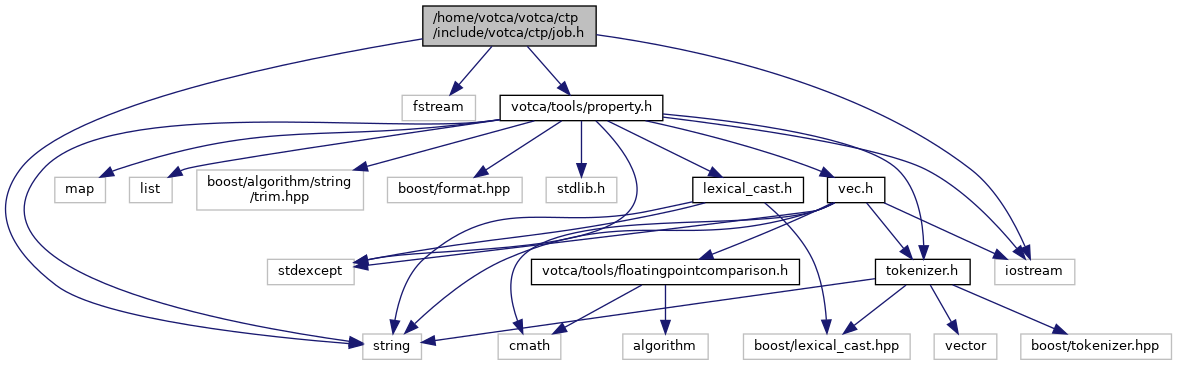 /home/votca/votca/ctp
/include/votca/ctp/job.h
fstream
votca/tools/property.h
map
list
boost/algorithm/string
/trim.hpp
boost/format.hpp
stdlib.h
lexical_cast.h
vec.h
stdexcept
votca/tools/floatingpointcomparison.h
tokenizer.h
iostream
string
cmath
algorithm
boost/lexical_cast.hpp
vector
boost/tokenizer.hpp